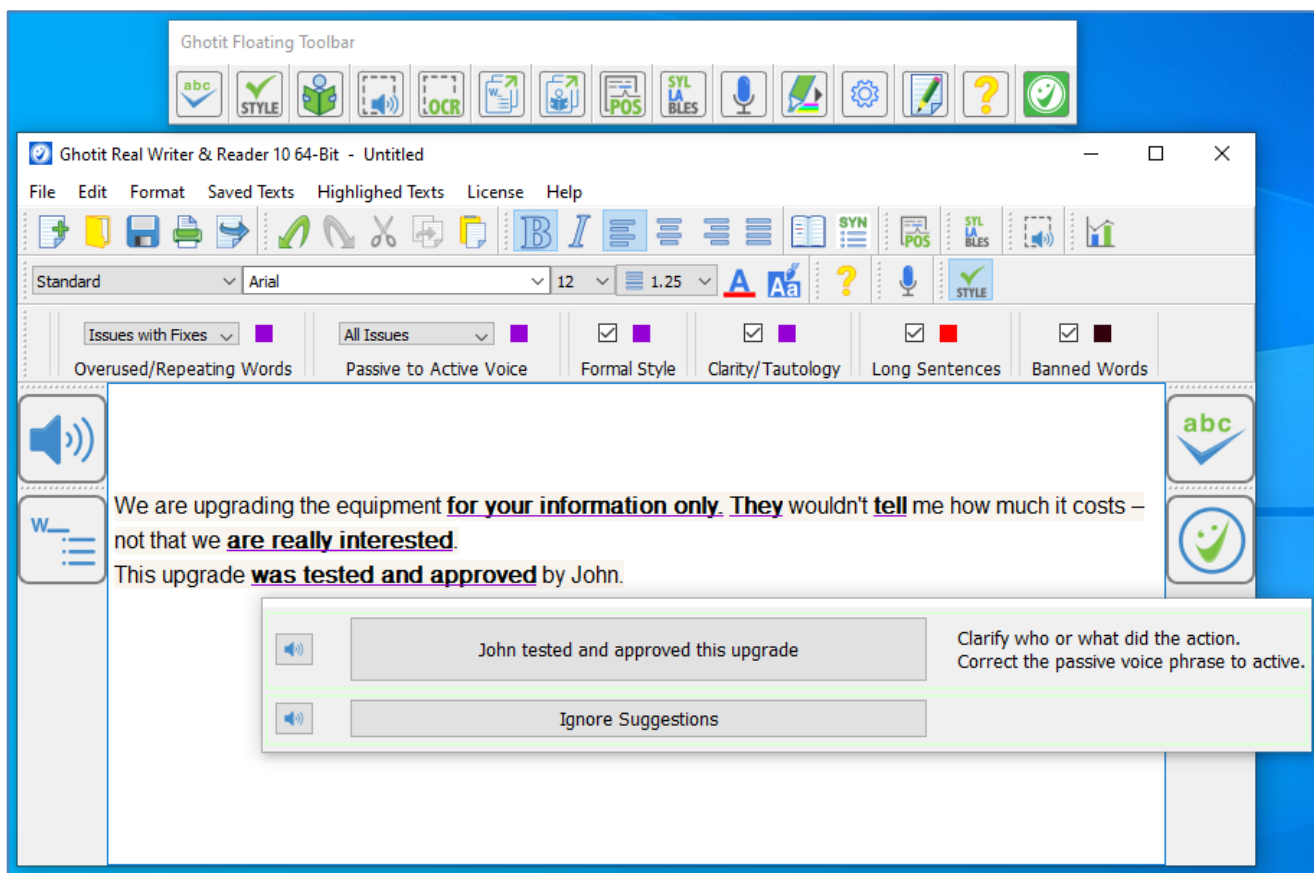 Ghotit Floating Toolbar
abc STYLE OCR W POS SYL LA BLES ?
Ghotit Real Writer & Reader 10 64-Bit - Untitled
File Edit Format Saved Texts Highlighed Texts License Help
B I SYN POS SYL LA BLES
Standard Arial 12 1.25 A Aä ? STYLE
Issues with Fixes All Issues
Overused/Repeating Words Passive to Active Voice Formal Style Clarity/Tautology Long Sentences Banned Words
abc
We are upgrading the equipment for your information only. They wouldn't tell me how much it costs –
W
not that we are really interested.
This upgrade was tested and approved by John.
John tested and approved this upgrade
Clarify who or what did the action.
Correct the passive voice phrase to active.
Ignore Suggestions